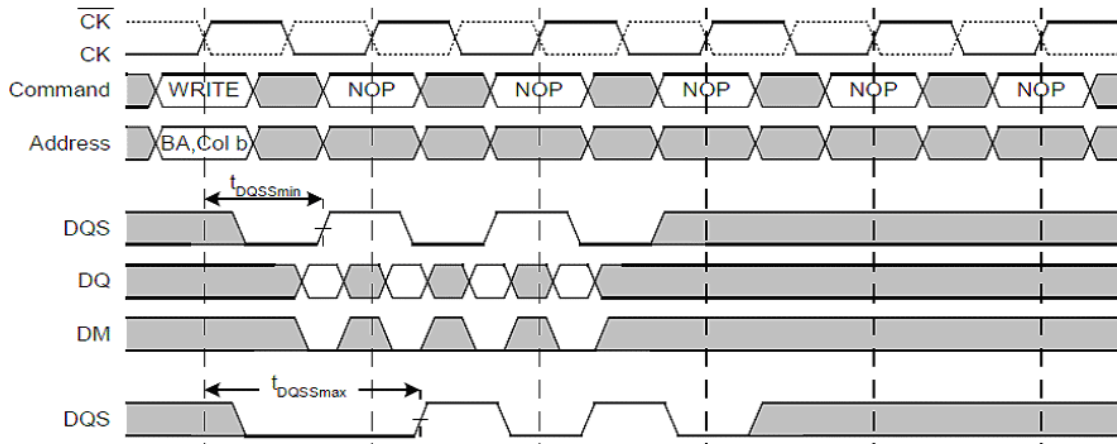 CK
CK
Command WRITE NOP NOP NOP NOP NOP
Address BA,Col b
tDQSSmin
DQS
DQ
DM
tDQSSmax
DQS